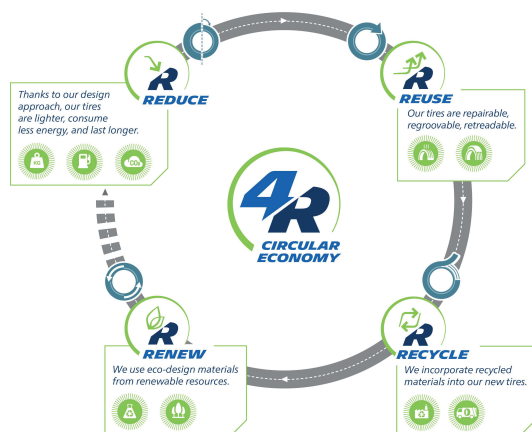 R
REDUCE
Thanks to our design
approach, our tires
are lighter, consume
less energy, and last longer.
KG
CO₂
R
REUSE
Our tires are repairable,
regroovable, retreadable.
4R
CIRCULAR
ECONOMY
R
RENEW
We use eco-design materials
from renewable resources.
R
RECYCLE
We incorporate recycled
materials into our new tires.